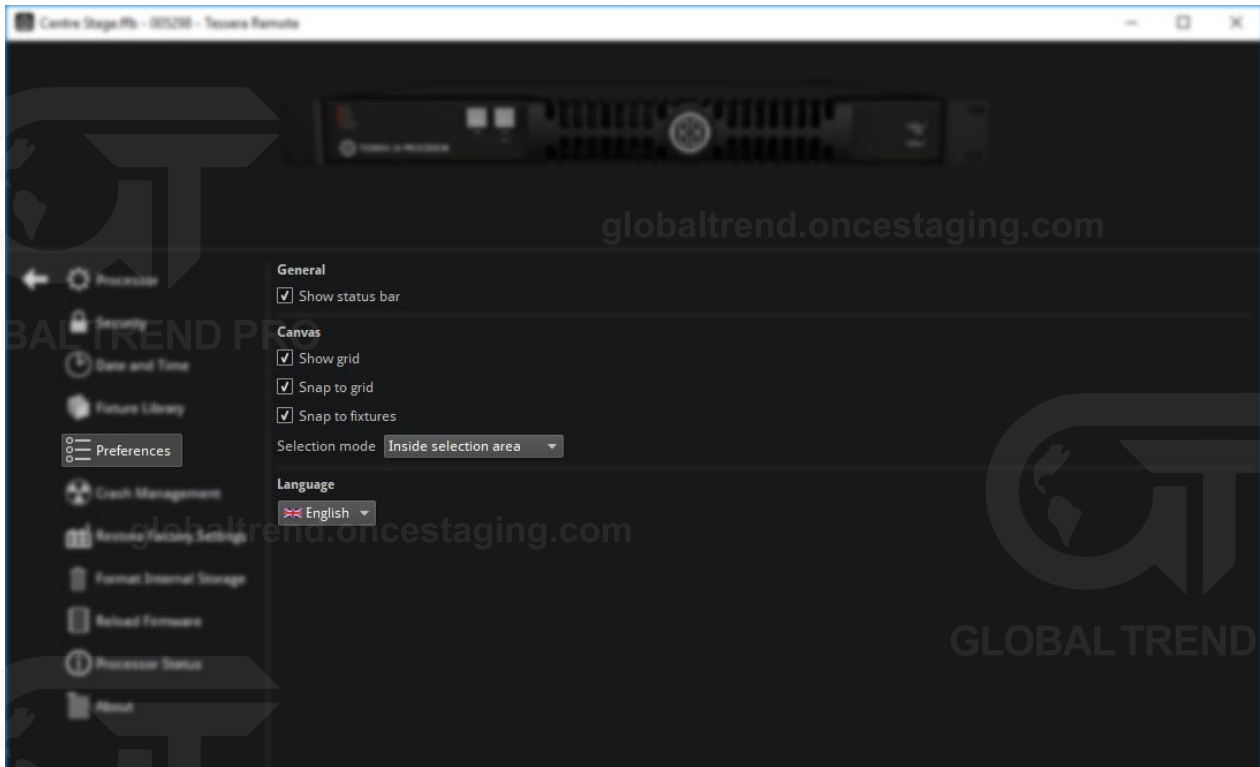 Centre Stage.ffb - 005298 - Tessera Remote
globaltrend.oncestaging.com
Processor
Security
Date and Time
Fixture Library
Preferences
Crash Management
Restore Factory Settings
Format Internal Storage
Reload Firmware
Processor Status
About
General
Show status bar
Canvas
Show grid
Snap to grid
Snap to fixtures
Selection mode Inside selection area
Language
English
BAL TREND PRO
globaltrend.oncestaging.com
GLOBAL TREND